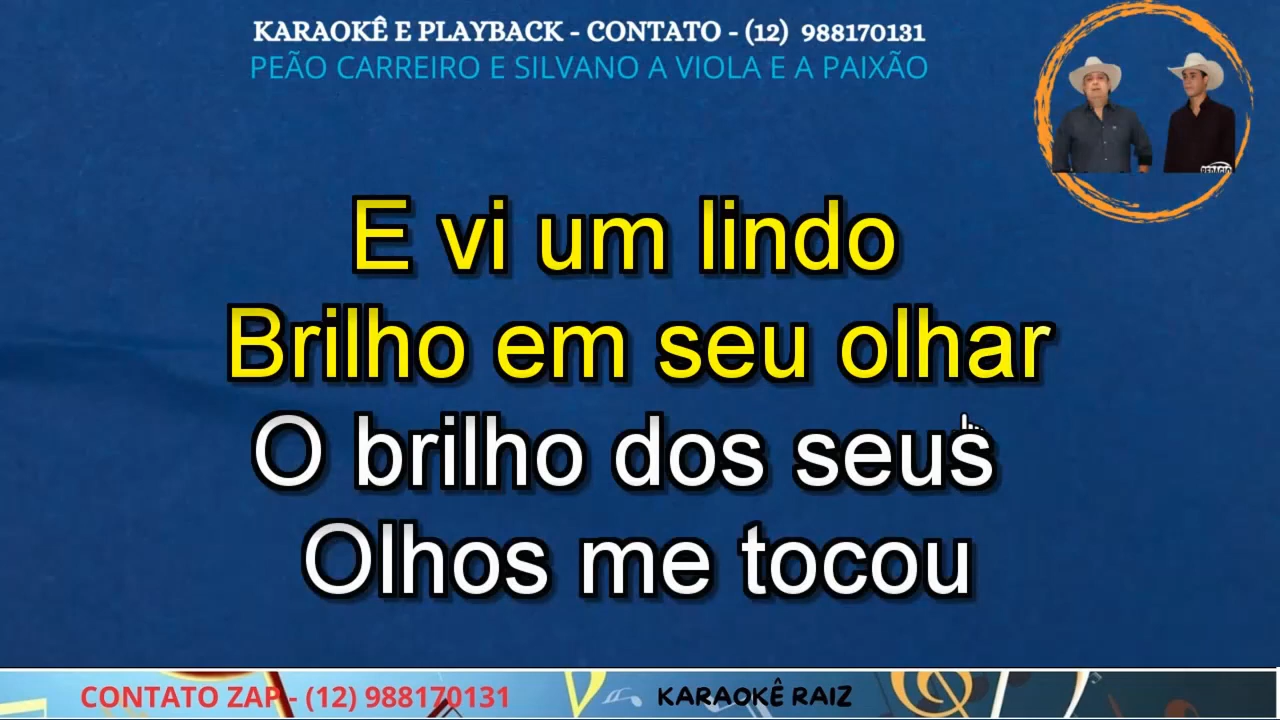 KARAOKÊ E PLAYBACK - CONTATO - (12) 988170131
PEÃO CARREIRO E SILVANO A VIOLA E A PAIXÃO
E vi um lindo
Brilho em seu olhar
O brilho dos seus
Olhos me tocou
CONTATO ZAP - (12) 988170131
KARAOKÊ RAIZ